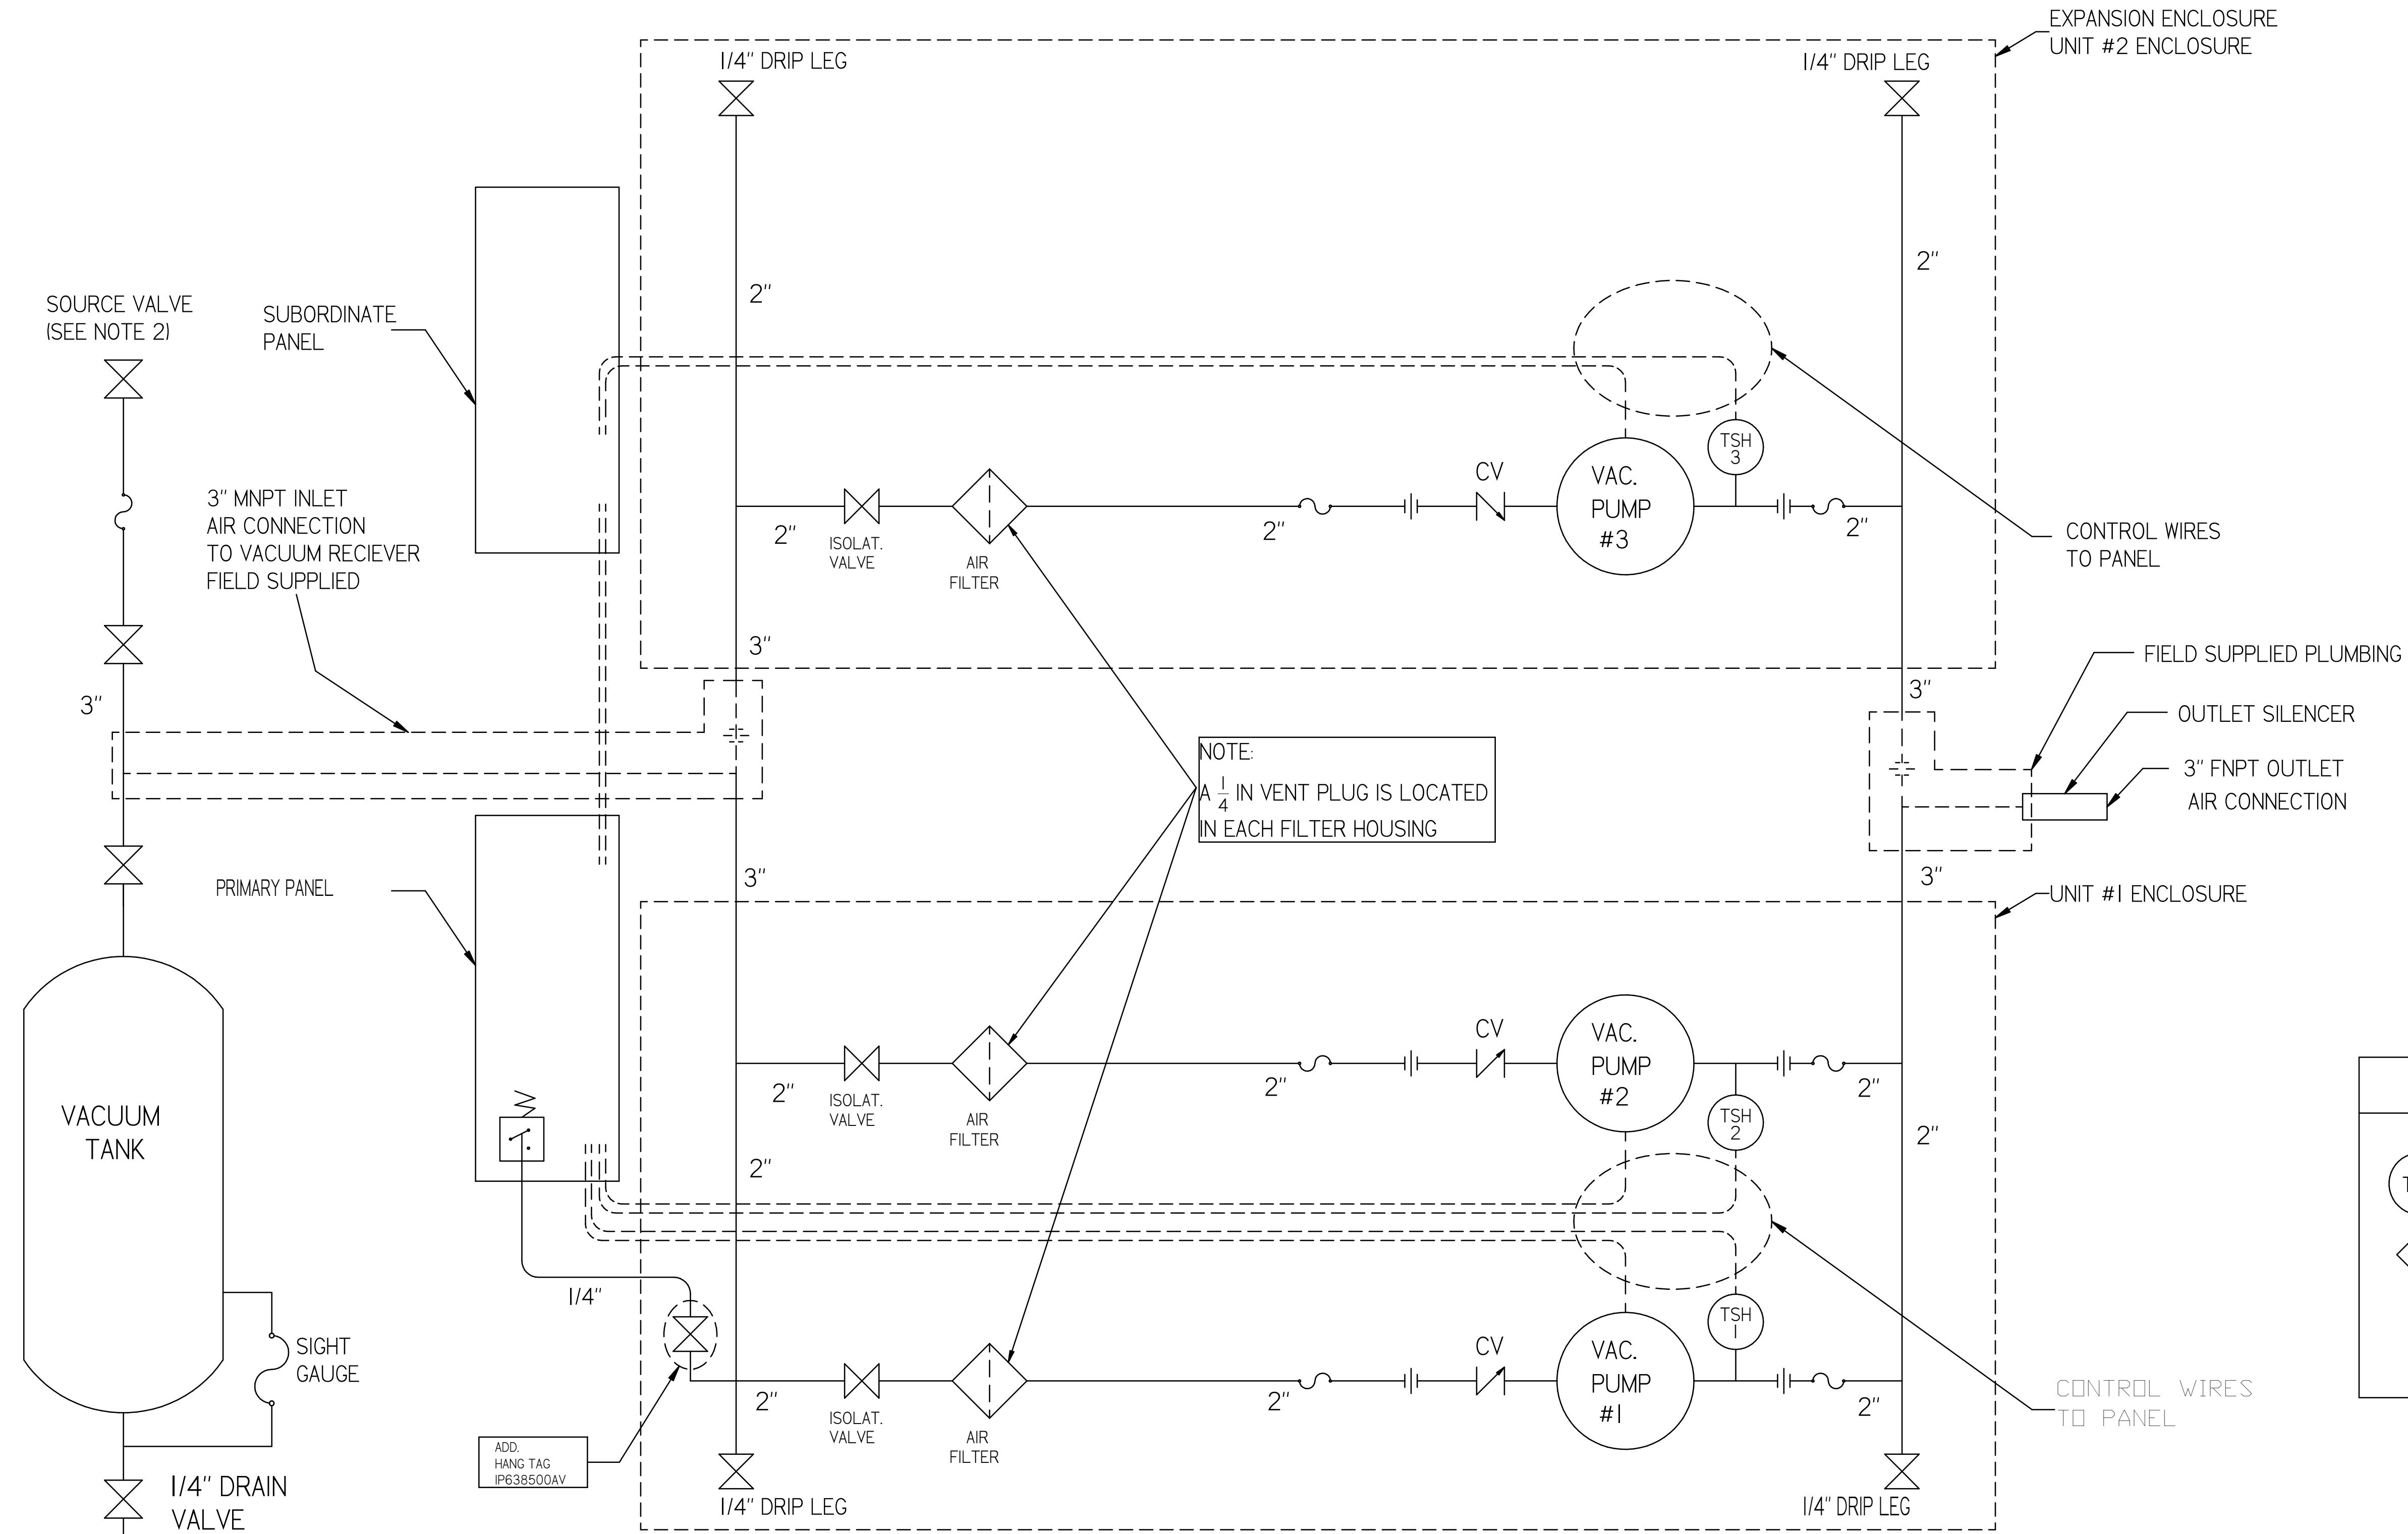 EXPANSION ENCLOSURE
UNIT #2 ENCLOSURE
1/4" DRIP LEG
1/4" DRIP LEG
2"
2"
SOURCE VALVE
(SEE NOTE 2)
SUBORDINATE
PANEL
3" MNPT INLET
AIR CONNECTION
TO VACUUM RECIEVER
FIELD SUPPLIED
TSH
3
CV
VAC.
PUMP
#3
2"
ISOLAT.
VALVE
AIR
FILTER
2"
2"
CONTROL WIRES
TO PANEL
3"
3"
3"
FIELD SUPPLIED PLUMBING
OUTLET SILENCER
3" FNPT OUTLET
AIR CONNECTION
NOTE:
A 1/4 IN VENT PLUG IS LOCATED
IN EACH FILTER HOUSING
PRIMARY PANEL
3"
3"
UNIT #1 ENCLOSURE
CV
VAC.
PUMP
#2
2"
ISOLAT.
VALVE
AIR
FILTER
2"
2"
TSH
2
VACUUM
TANK
2"
2"
1/4"
SIGHT
GAUGE
TSH
1
CV
VAC.
PUMP
#1
2"
ISOLAT.
VALVE
AIR
FILTER
2"
2"
CONTROL WIRES
TO PANEL
ADD.
HANG TAG
IP638500AV
1/4" DRAIN
VALVE
1/4" DRIP LEG
1/4" DRIP LEG